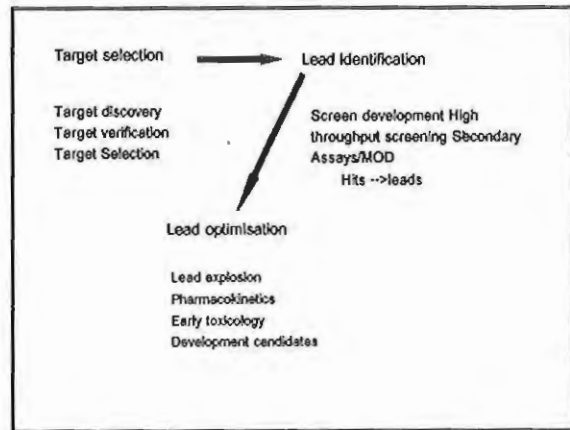 Target selection
Lead Identification
Target discovery
Target verification
Target Selection
Screen development High
throughput screening Secondary
Assays/MOD
Hits -->leads
Lead optimisation
Lead explosion
Pharmacokinetics
Early toxicology
Development candidates